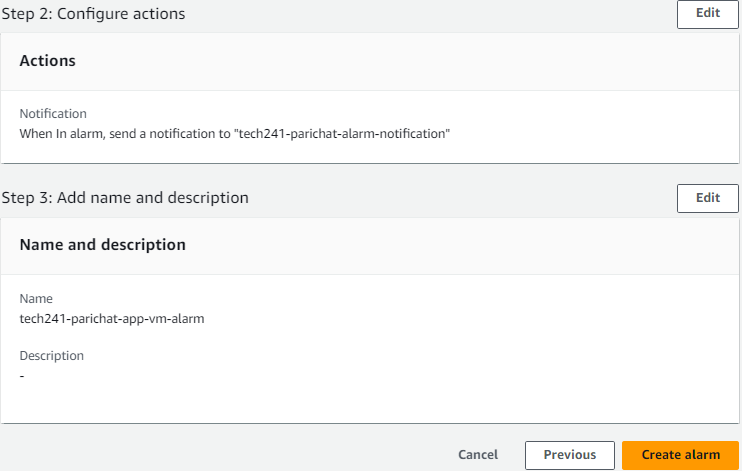 Step 2: Configure actions
Edit
Actions
Notification
When In alarm, send a notification to "tech241-parichat-alarm-notification"
Step 3: Add name and description
Edit
Name and description
Name
tech241-parichat-app-vm-alarm
Description
-
Cancel
Previous
Create alarm